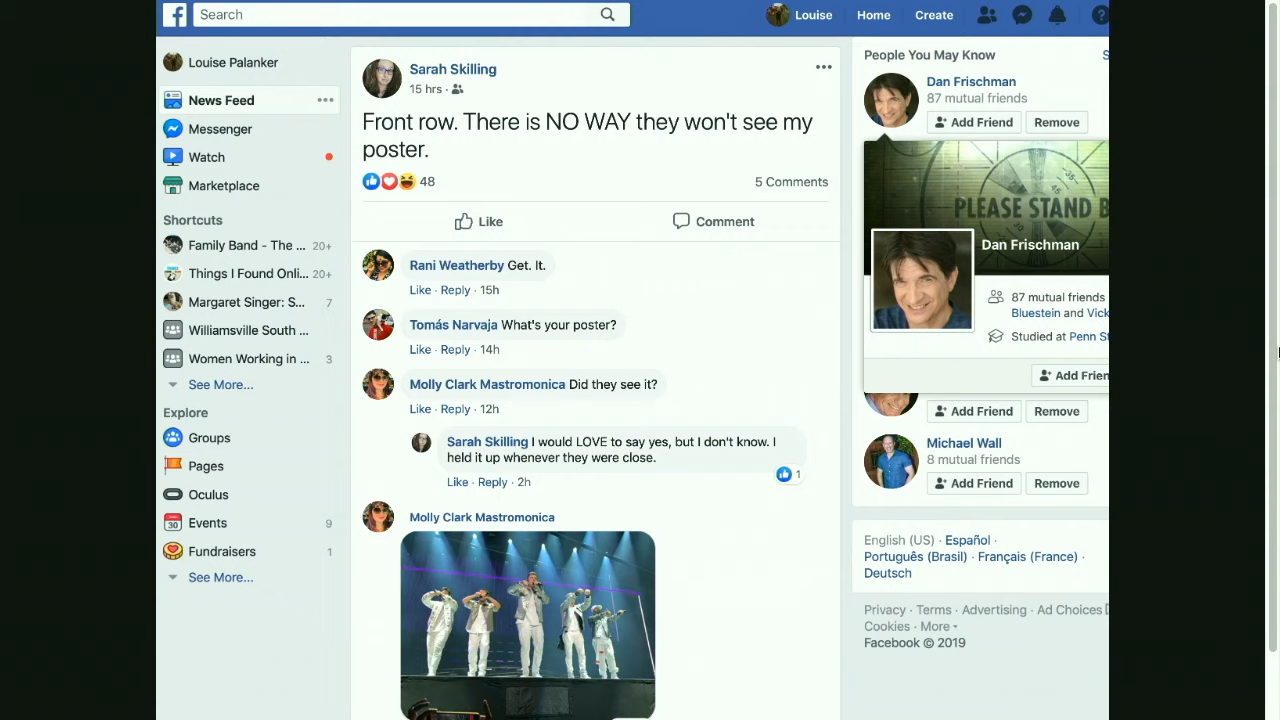 f Search
Louise Home Create
Louise Palanker
News Feed
Messenger
Watch
Marketplace
Shortcuts
Family Band - The ... 20+
Things I Found Onli... 20+
Margaret Singer: S... 7
Williamsville South ...
Women Working in ... 3
See More...
Explore
Groups
Pages
Oculus
30 Events 9
Fundraisers 1
See More...
Sarah Skilling
15 hrs ·
Front row. There is NO WAY they won't see my
poster.
48 5 Comments
Like Comment
Rani Weatherby Get. It.
Like · Reply · 15h
Tomás Narvaja What's your poster?
Like · Reply · 14h
Molly Clark Mastromonica Did they see it?
Like · Reply · 12h
Sarah Skilling I would LOVE to say yes, but I don't know. I
held it up whenever they were close.
1
Like · Reply · 2h
Molly Clark Mastromonica
People You May Know S
Dan Frischman
87 mutual friends
Add Friend Remove
35
PLEASE STAND B
30
Dan Frischman
87 mutual friends
Bluestein and Vick
Studied at Penn St
Add Frien
Add Friend Remove
Michael Wall
8 mutual friends
Add Friend Remove
English (US) · Español ·
Português (Brasil) · Français (France) ·
Deutsch
Privacy · Terms · Advertising · Ad Choices
Cookies · More
Facebook © 2019